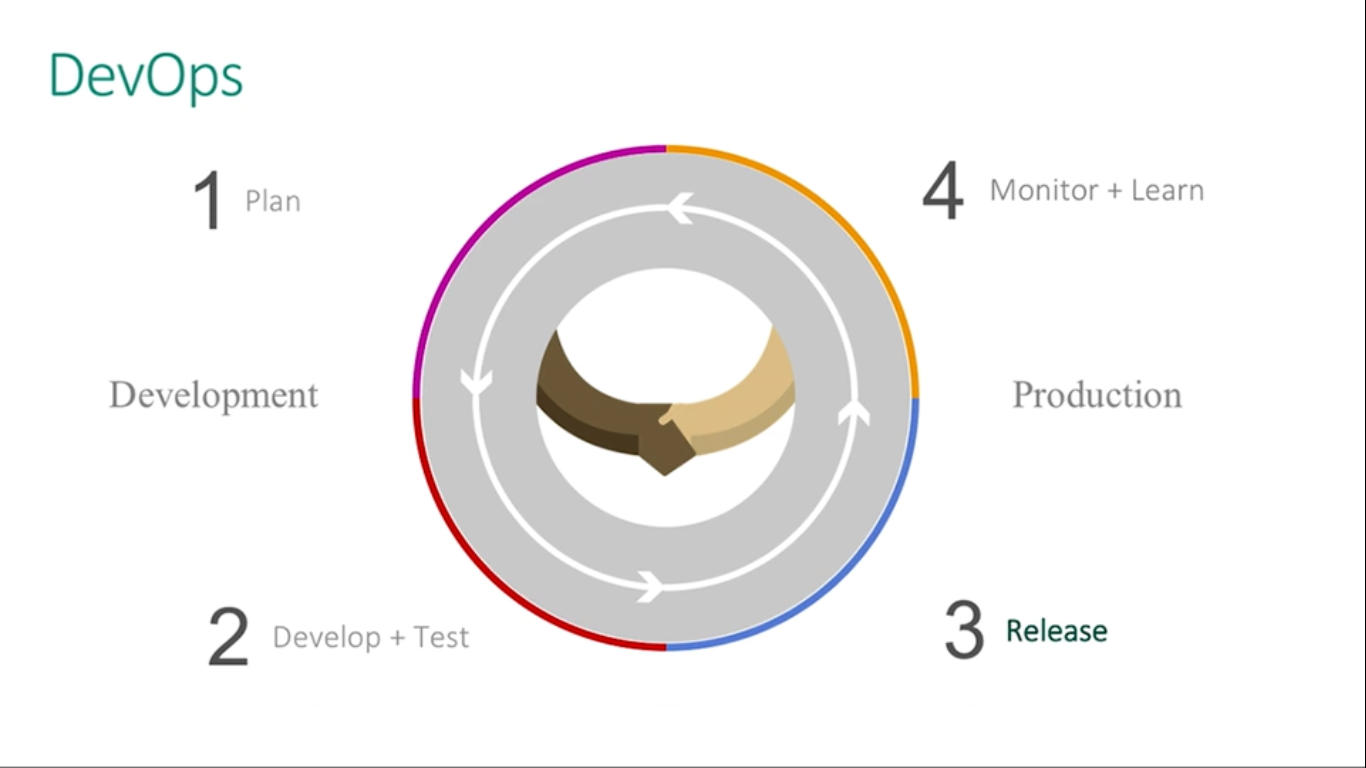 DevOps
1 Plan
4 Monitor + Learn
Development
Production
2 Develop + Test
3 Release